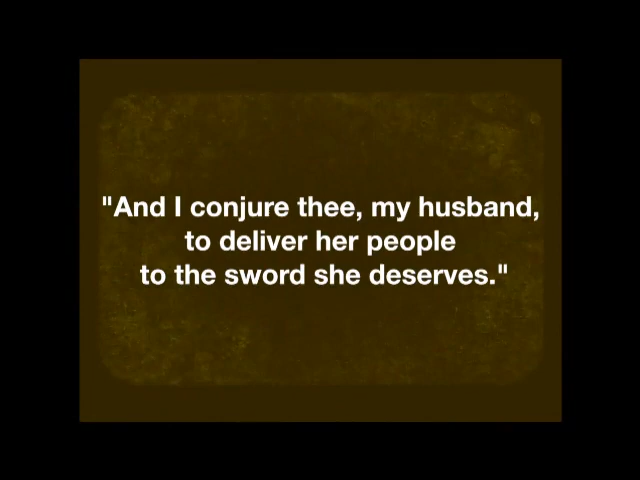 "And I conjure thee, my husband,
to deliver her people
to the sword she deserves."